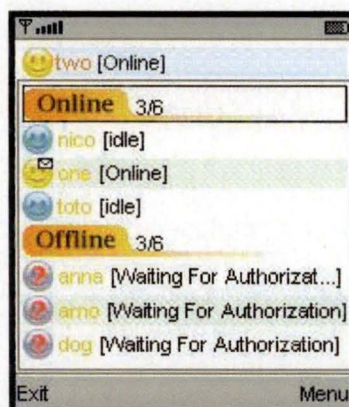 two [Online]
Online 3/6
nico [idle]
one [Online]
toto [idle]
Offline 3/6
anna [Waiting For Authorizat...]
arno [Waiting For Authorization]
dog [Waiting For Authorization]
Exit Menu